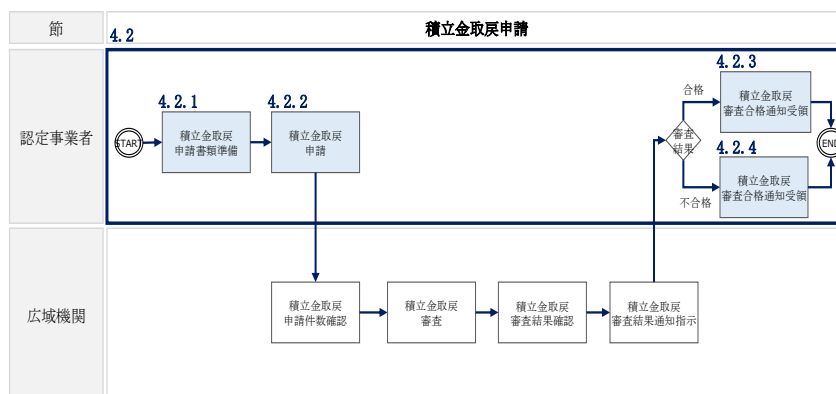 節
4.2
積立金取戻申請
認定事業者
START
4.2.1
積立金取戻
申請書類準備
4.2.2
積立金取戻
申請
審査
結果
合格
不合格
4.2.3
積立金取戻
審査合格通知受領
4.2.4
積立金取戻
審査合格通知受領
END
広域機関
積立金取戻
申請件数確認
積立金取戻
審査
積立金取戻
審査結果確認
積立金取戻
審査結果通知指示